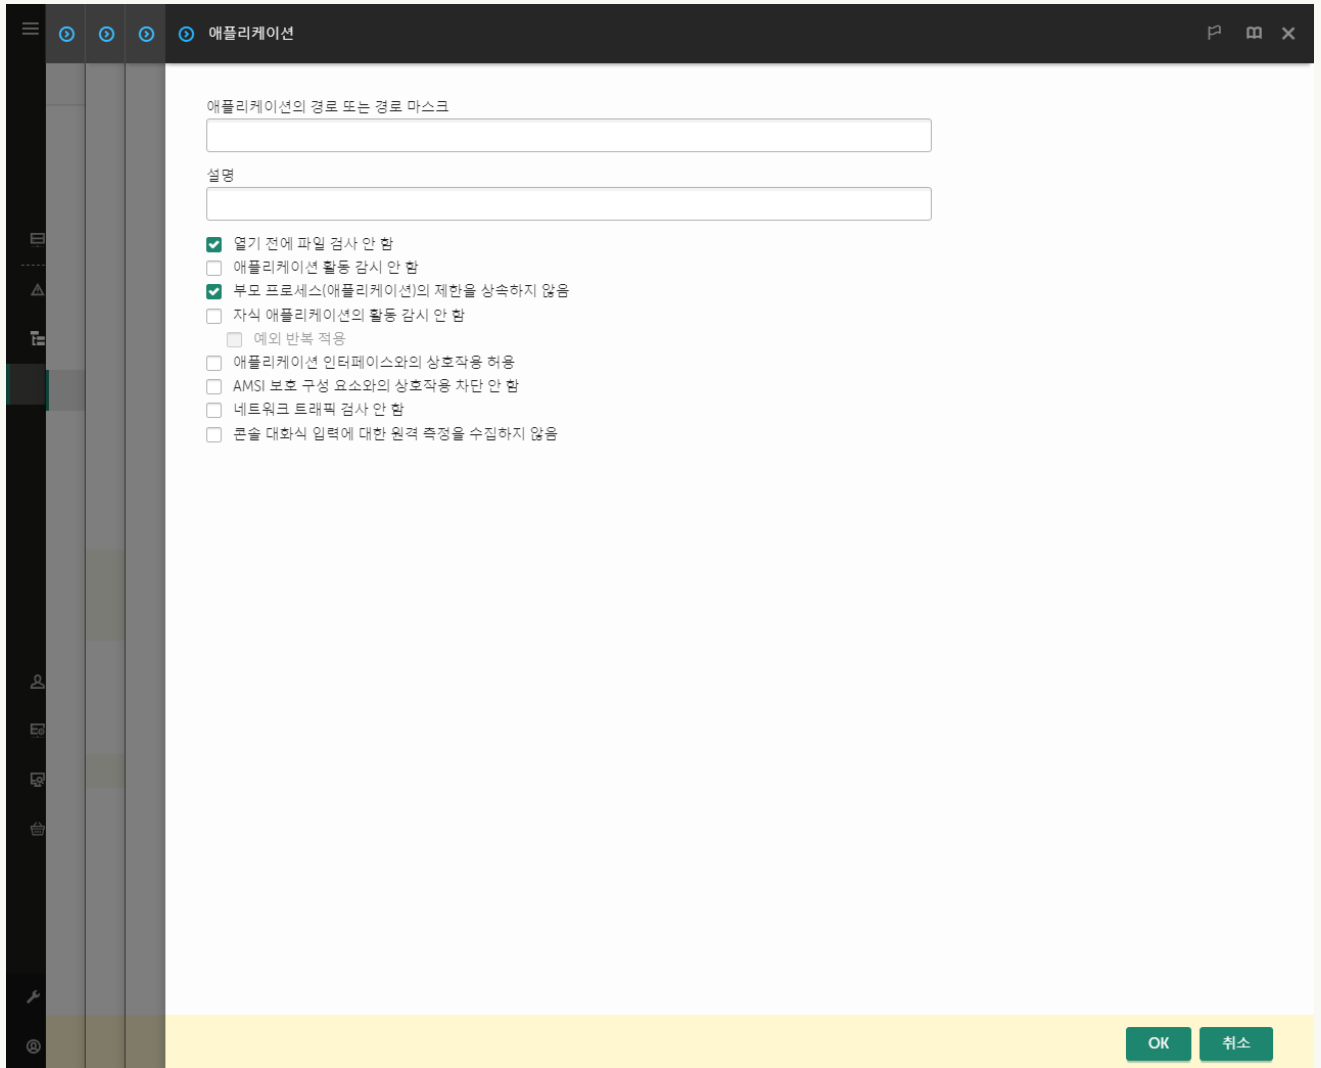 애플리케이션
애플리케이션의 경로 또는 경로 마스크
설명
열기 전에 파일 검사 안 함
애플리케이션 활동 감시 안 함
부모 프로세스(애플리케이션)의 제한을 상속하지 않음
자식 애플리케이션의 활동 감시 안 함
예외 반복 적용
애플리케이션 인터페이스와의 상호작용 허용
AMSI 보호 구성 요소와의 상호작용 차단 안 함
네트워크 트래픽 검사 안 함
콘솔 대화식 입력에 대한 원격 측정을 수집하지 않음
OK 취소